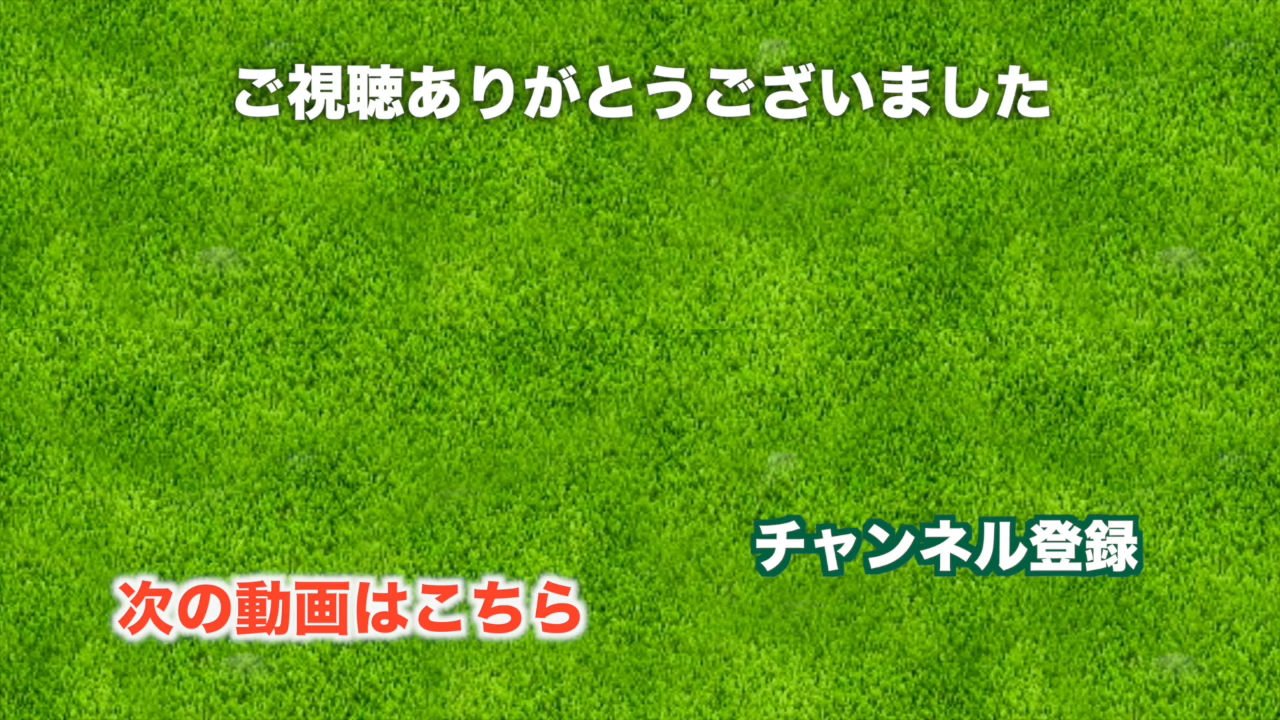 ご視聴ありがとうございました
チャンネル登録
次の動画はこちら